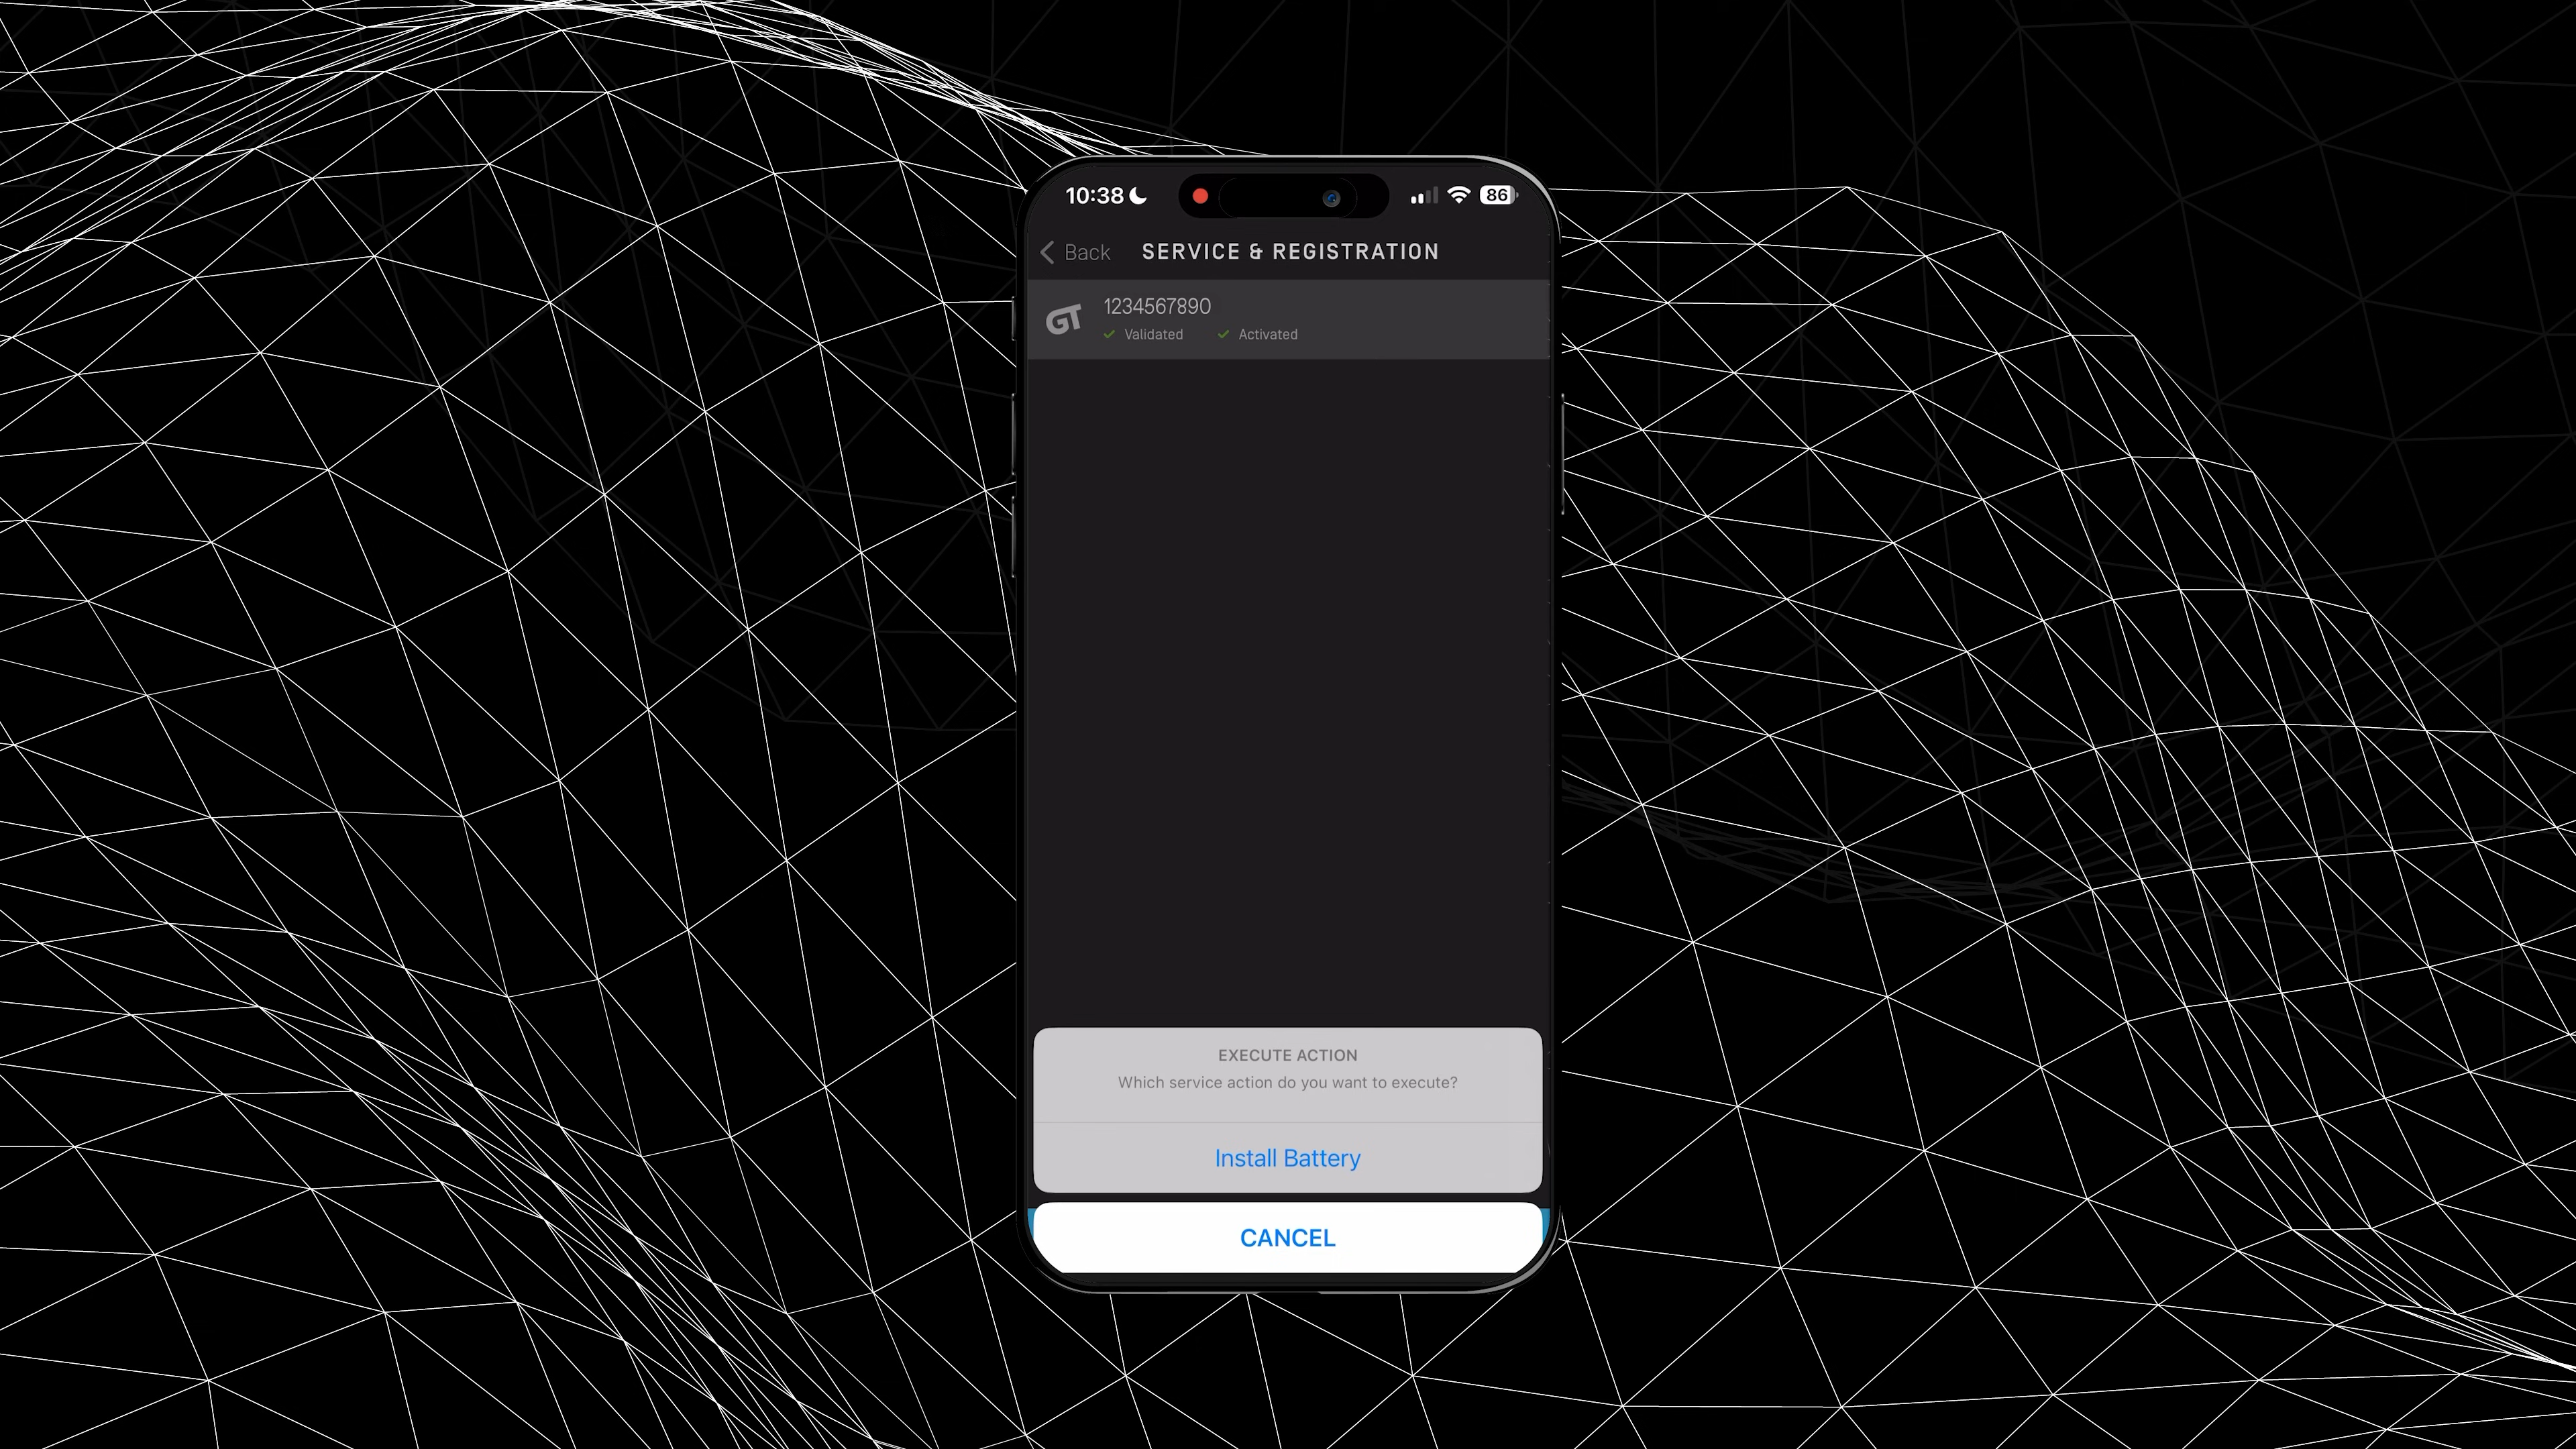 10:38
86
Back
SERVICE & REGISTRATION
GT
1234567890
Validated
Activated
EXECUTE ACTION
Which service action do you want to execute?
Install Battery
CANCEL